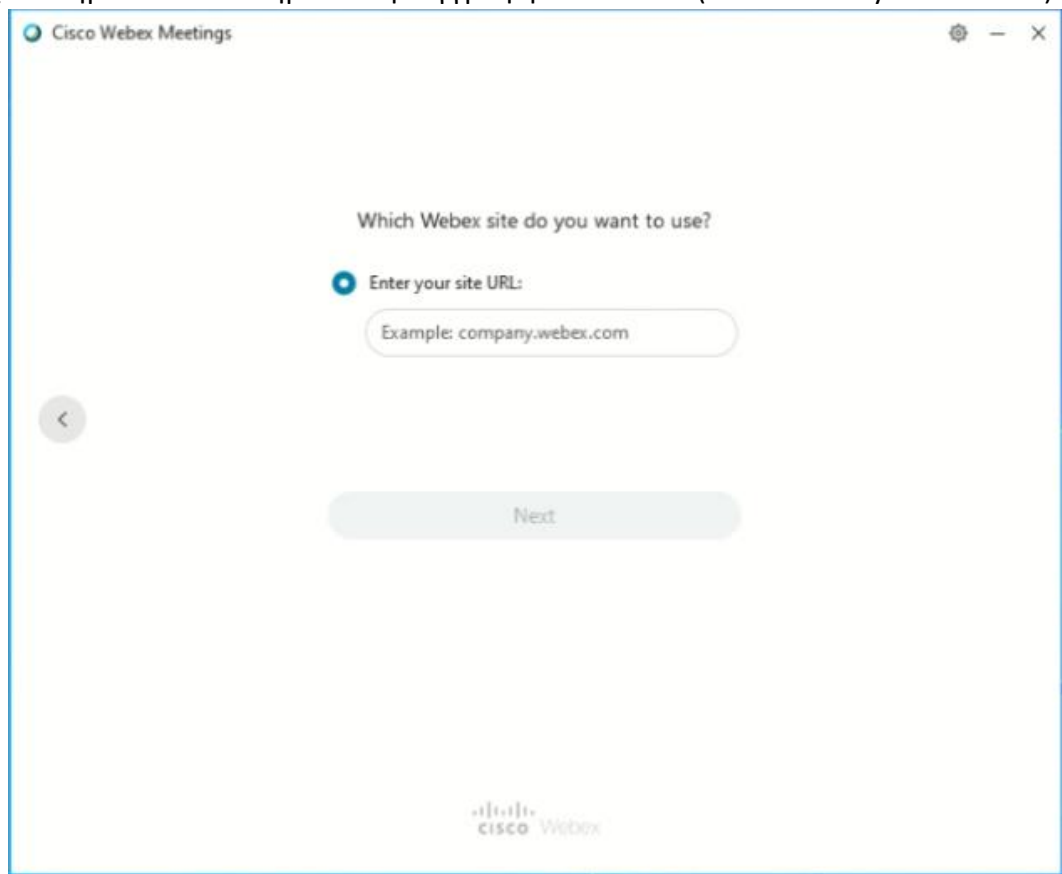 Cisco Webex Meetings
Which Webex site do you want to use?
Enter your site URL:
Example: company.webex.com
Next
cisco Webex